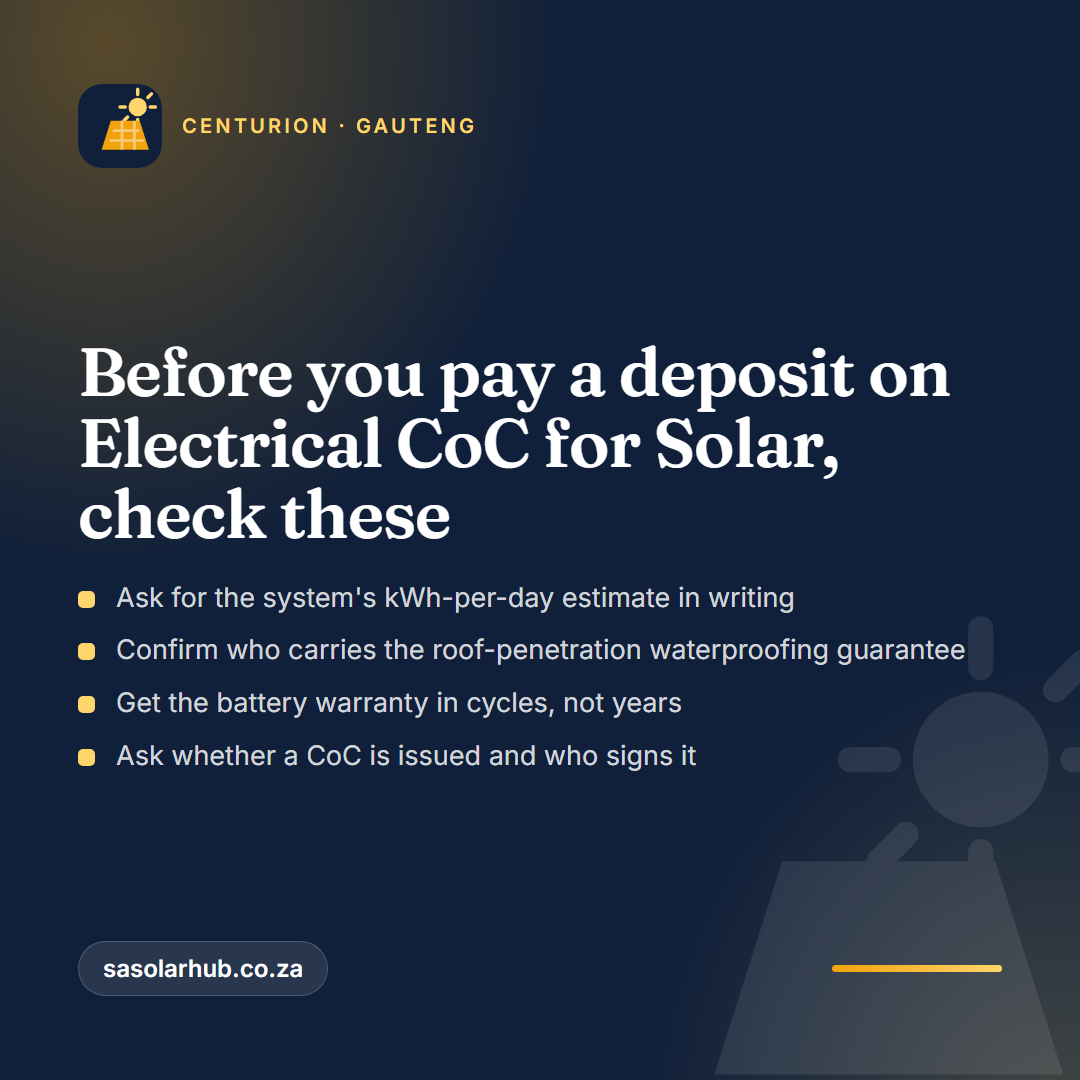 CENTURION · GAUTENG
Before you pay a deposit on
Electrical CoC for Solar,
check these
Ask for the system's kWh-per-day estimate in writing
Confirm who carries the roof-penetration waterproofing guarantee
Get the battery warranty in cycles, not years
Ask whether a CoC is issued and who signs it
sasolarhub.co.za